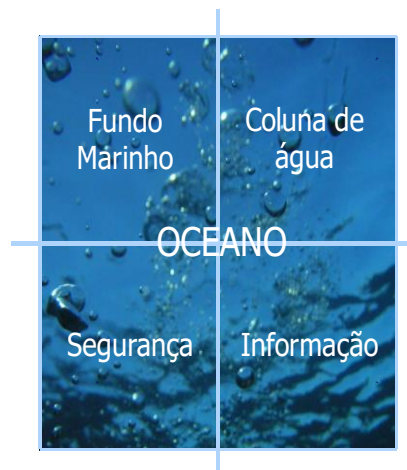 Fundo
Marinho
Coluna de
água
OCEANO
Segurança
Informação